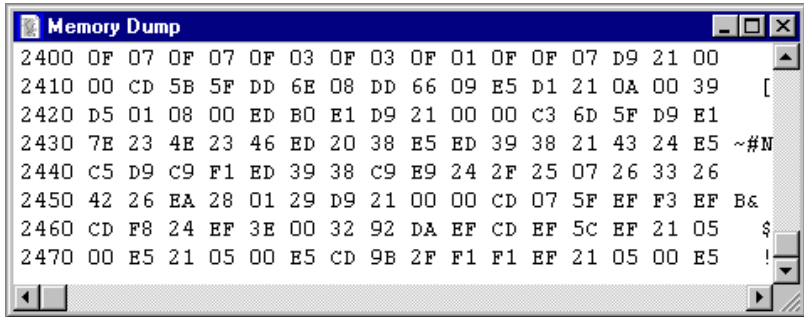 Memory Dump
2400 0F 07 0F 07 0F 03 0F 03 0F 01 0F 0F 07 D9 21 00
2410 00 CD 5B 5F DD 6E 08 DD 66 09 E5 D1 21 0A 00 39 [
2420 D5 01 08 00 ED B0 E1 D9 21 00 00 C3 6D 5F D9 E1
2430 7E 23 4E 23 46 ED 20 38 E5 ED 39 38 21 43 24 E5 ~#N
2440 C5 D9 C9 F1 ED 39 38 C9 E9 24 2F 25 07 26 33 26
2450 42 26 EA 28 01 29 D9 21 00 00 CD 07 5F EF F3 EF B&
2460 CD F8 24 EF 3E 00 32 92 DA EF CD EF 5C EF 21 05 $
2470 00 E5 21 05 00 E5 CD 9B 2F F1 F1 EF 21 05 00 E5 !